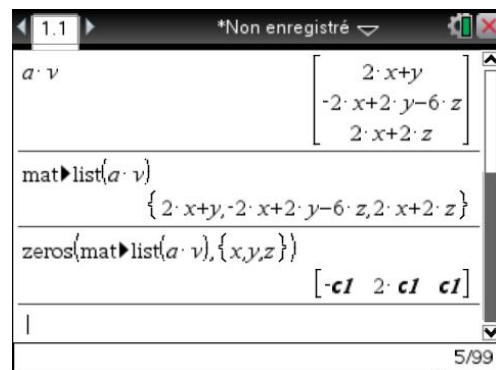 1.1 *Non enregistré
a·v
2·x+y
-2·x+2·y−6·z
2·x+2·z
mat▶list(a·v)
{2·x+y,-2·x+2·y−6·z,2·x+2·z}
zeros(mat▶list(a·v),{x,y,z})
[-c1 2·c1 c1]
5/99